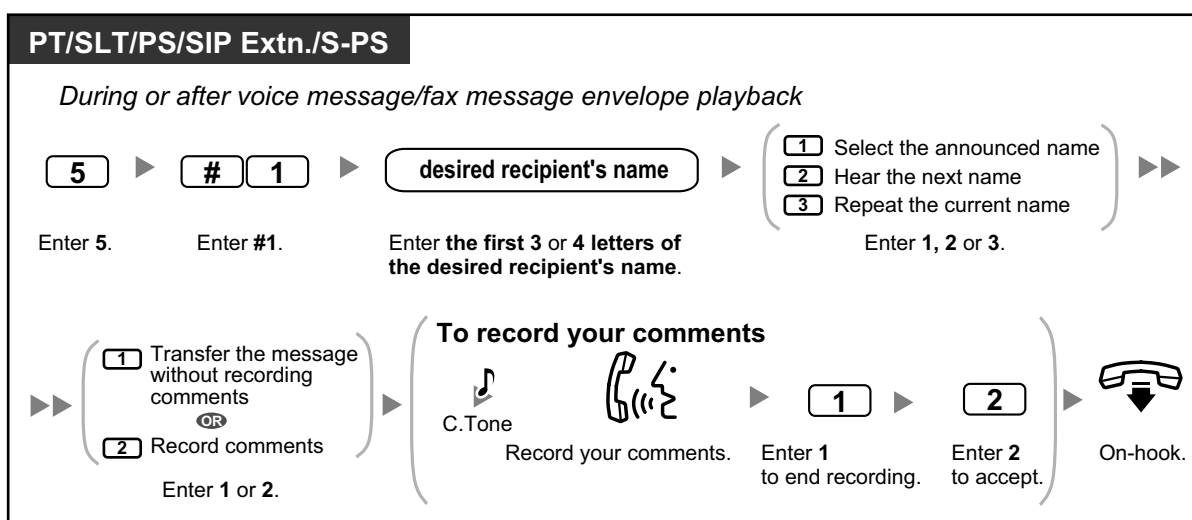 PT/SLT/PS/SIP Extn./S-PS
During or after voice message/fax message envelope playback
5
# 1
desired recipient's name
1 Select the announced name
2 Hear the next name
3 Repeat the current name
Enter 5.
Enter #1.
Enter the first 3 or 4 letters of
the desired recipient's name.
Enter 1, 2 or 3.
1 Transfer the message
without recording
comments
OR
2 Record comments
Enter 1 or 2.
To record your comments
C.Tone
Record your comments.
1
Enter 1
to end recording.
2
Enter 2
to accept.
On-hook.